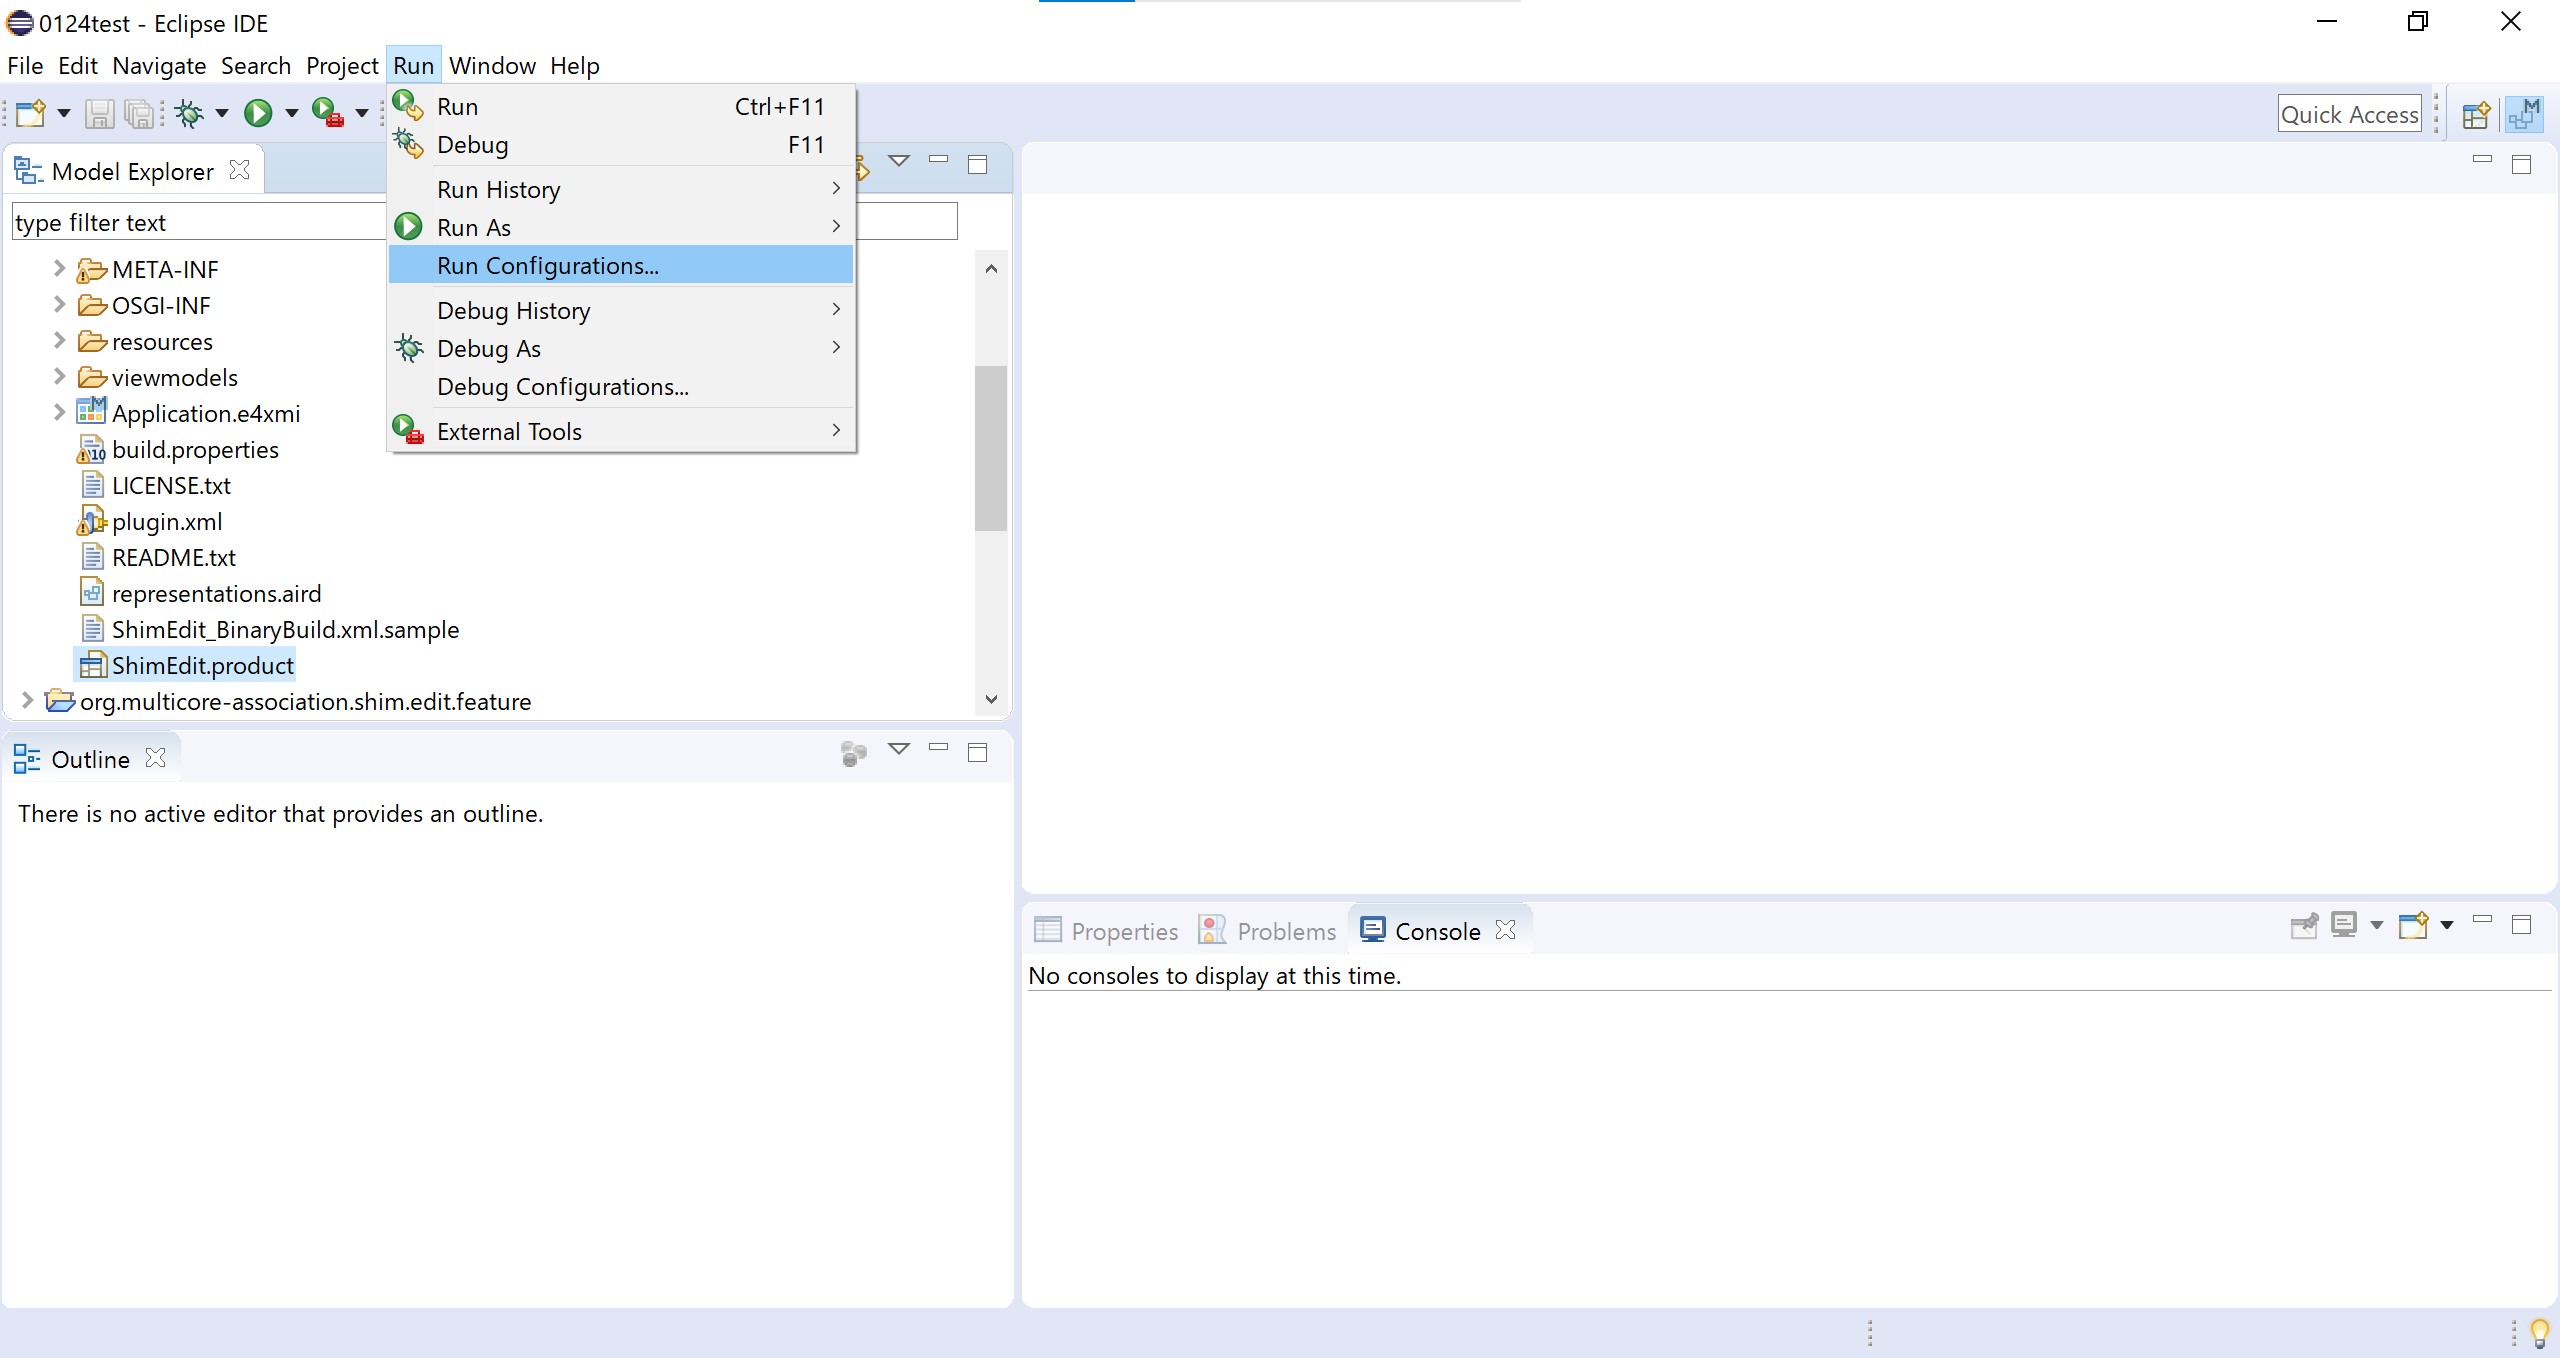 0124test - Eclipse IDE
File Edit Navigate Search Project Run Window Help
Quick Access
Run Ctrl+F11
Debug F11
Run History
Run As
Run Configurations...
Debug History
Debug As
Debug Configurations...
External Tools
Model Explorer
type filter text
META-INF
OSGI-INF
resources
viewmodels
Application.e4xmi
build.properties
LICENSE.txt
plugin.xml
README.txt
representations.aird
ShimEdit_BinaryBuild.xml.sample
ShimEdit.product
org.multicore-association.shim.edit.feature
Outline
There is no active editor that provides an outline.
Properties Problems Console
No consoles to display at this time.